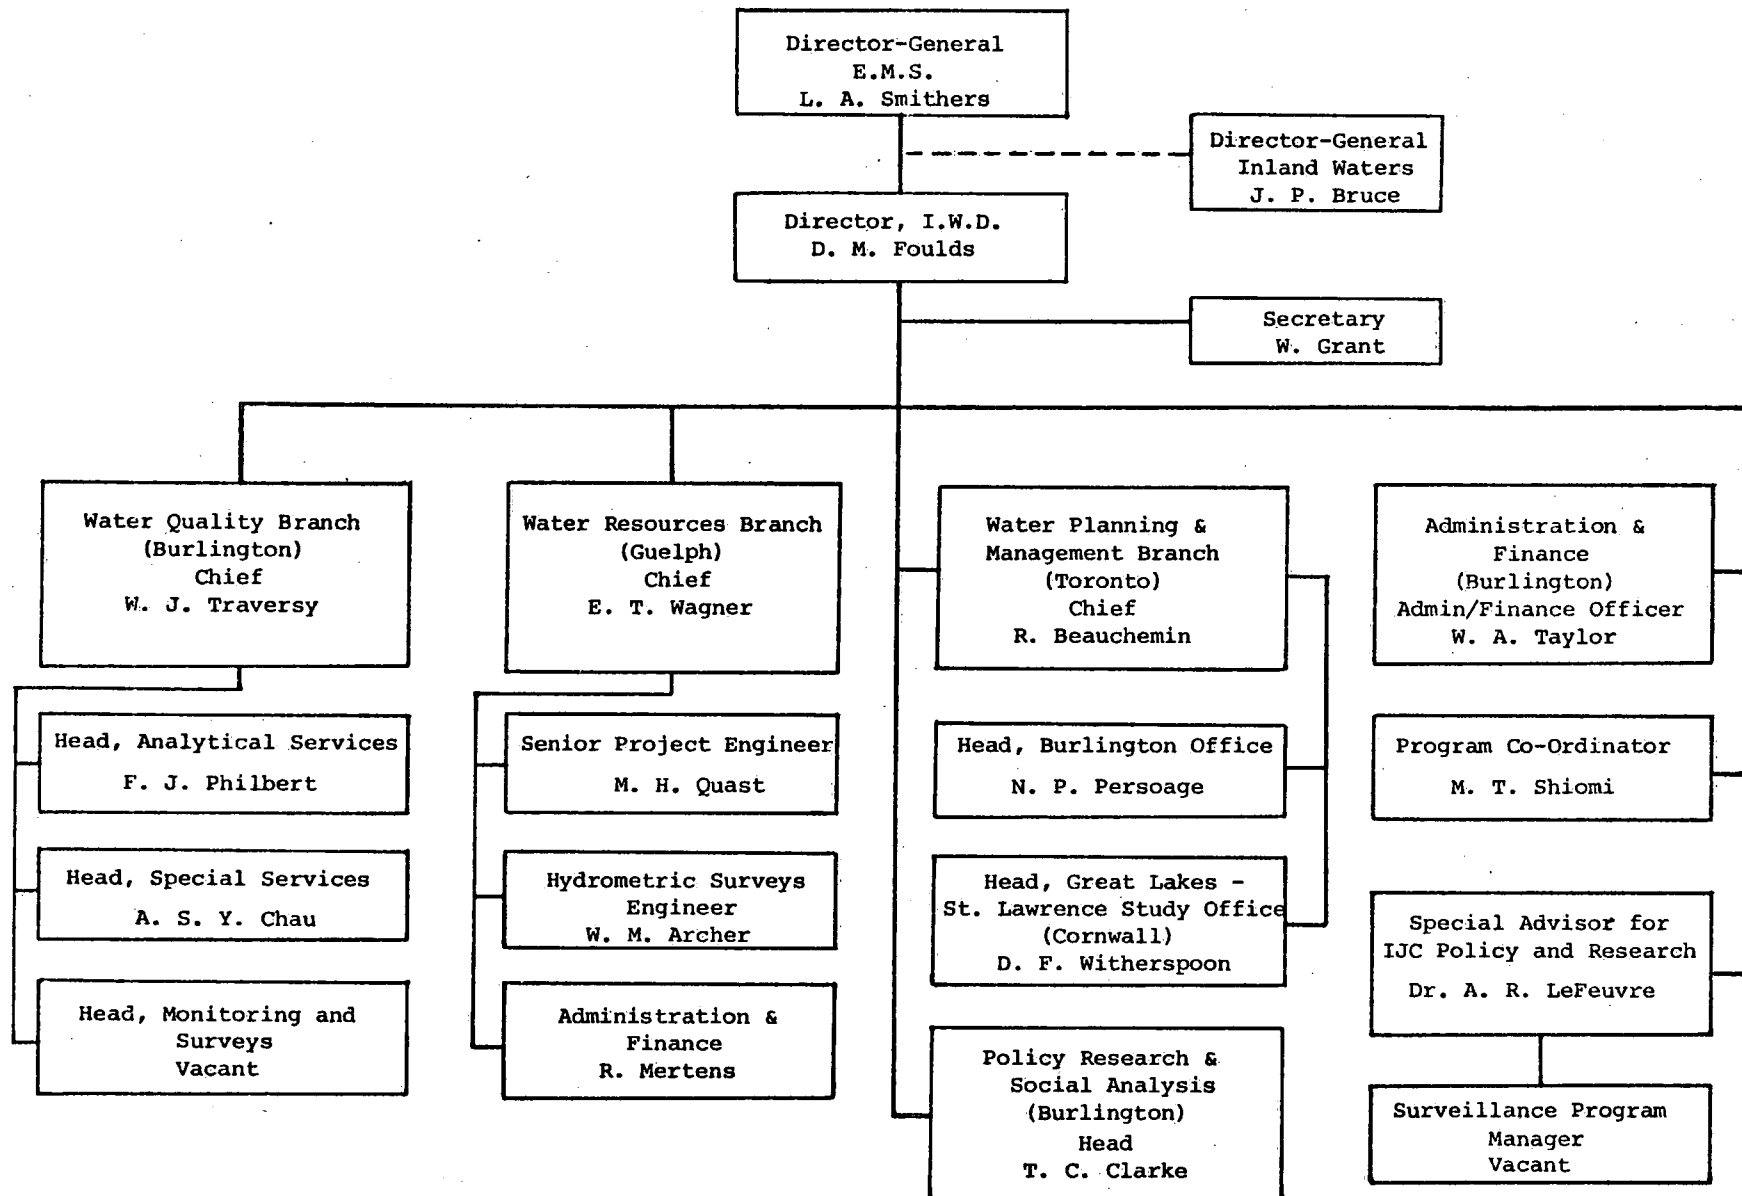 Director-General
E.M.S.
L. A. Smithers
Director-General
Inland Waters
J. P. Bruce
Director, I.W.D.
D. M. Foulds
Secretary
W. Grant
Water Quality Branch
(Burlington)
Chief
W. J. Traversy
Head, Analytical Services
F. J. Philbert
Head, Special Services
A. S. Y. Chau
Head, Monitoring and
Surveys
Vacant
Water Resources Branch
(Guelph)
Chief
E. T. Wagner
Senior Project Engineer
M. H. Quast
Hydrometric Surveys
Engineer
W. M. Archer
Administration &
Finance
R. Mertens
Water Planning &
Management Branch
(Toronto)
Chief
R. Beauchemin
Head, Burlington Office
N. P. Persoage
Head, Great Lakes -
St. Lawrence Study Office
(Cornwall)
D. F. Witherspoon
Policy Research &
Social Analysis
(Burlington)
Head
T. C. Clarke
Administration &
Finance
(Burlington)
Admin/Finance Officer
W. A. Taylor
Program Co-Ordinator
M. T. Shiomi
Special Advisor for
IJC Policy and Research
Dr. A. R. LeFeuvre
Surveillance Program
Manager
Vacant